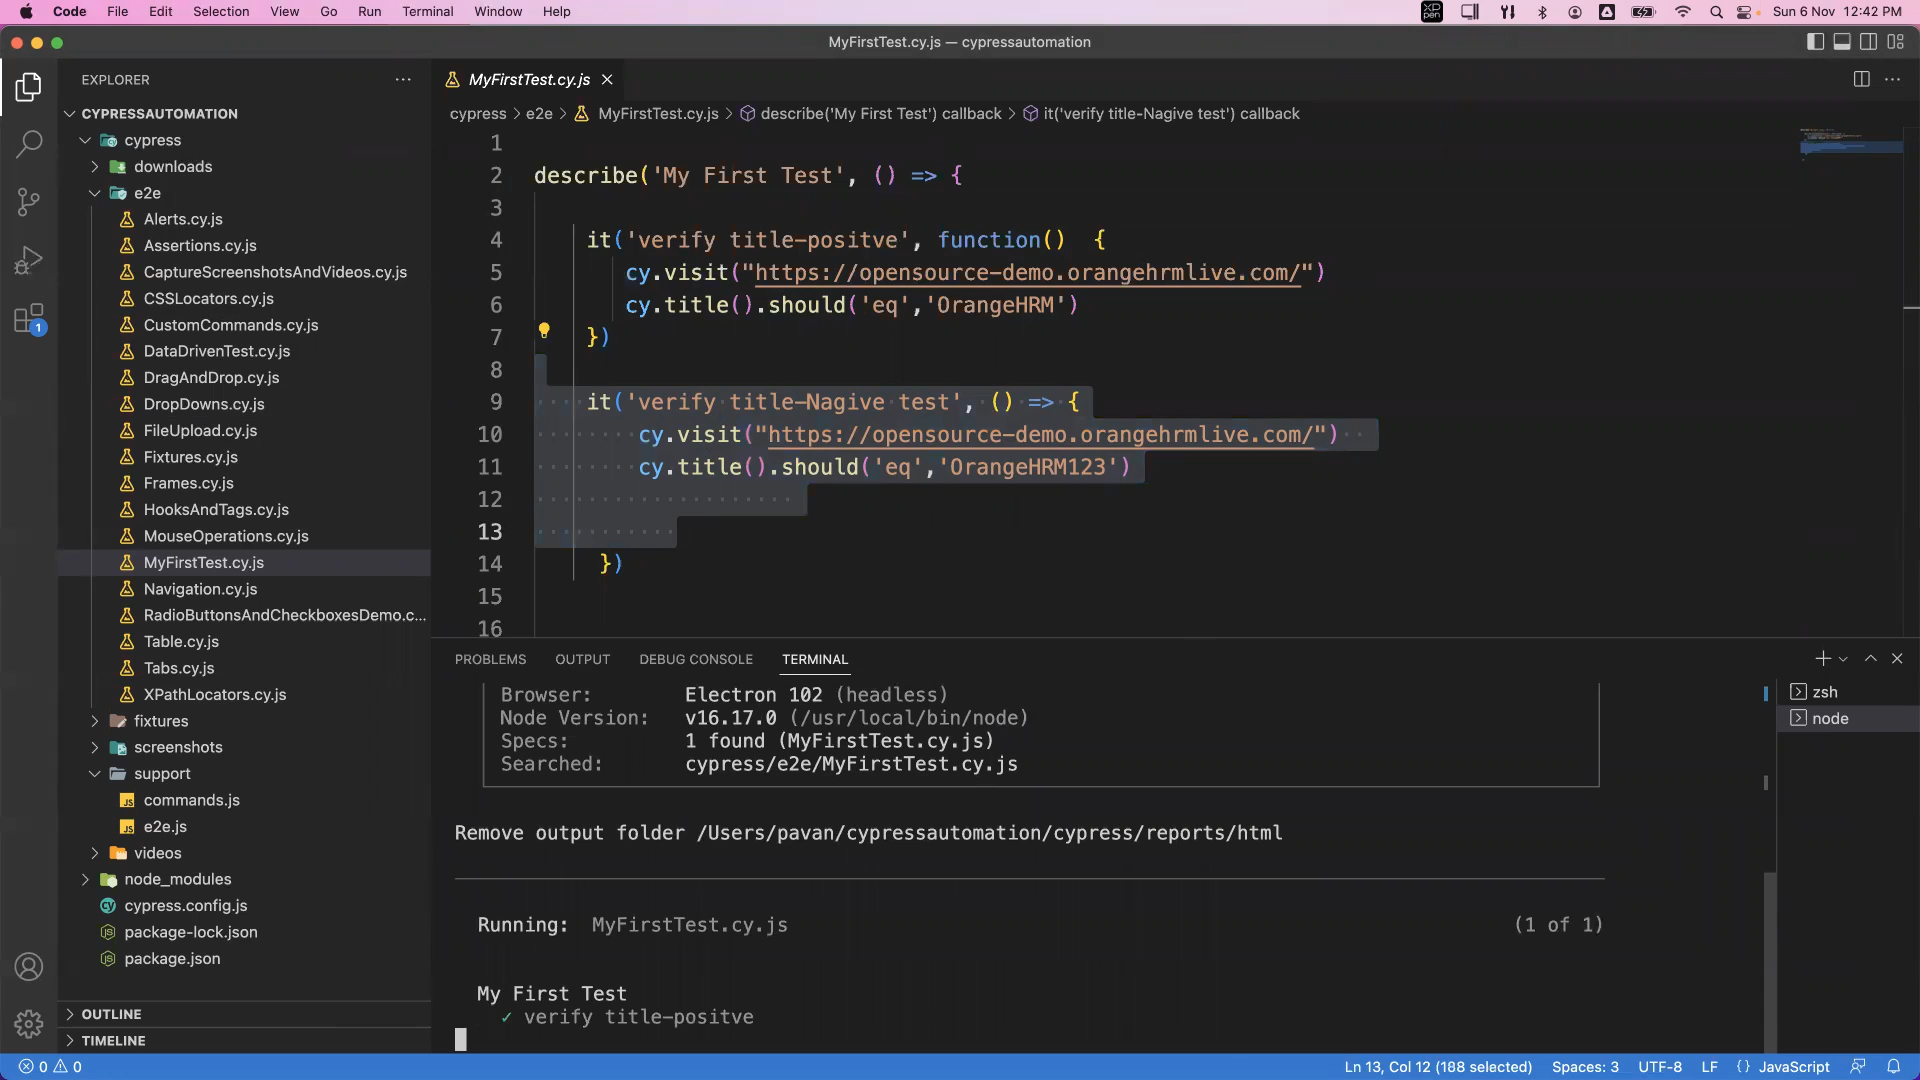 Code File Edit Selection View Go Run Terminal Window Help
XP pen
Sun 6 Nov 12:42 PM
MyFirstTest.cy.js — cypressautomation
EXPLORER
CYPRESSAUTOMATION
cypress
downloads
e2e
Alerts.cy.js
Assertions.cy.js
CaptureScreenshotsAndVideos.cy.js
CSSLocators.cy.js
CustomCommands.cy.js
DataDrivenTest.cy.js
DragAndDrop.cy.js
DropDowns.cy.js
FileUpload.cy.js
Fixtures.cy.js
Frames.cy.js
HooksAndTags.cy.js
MouseOperations.cy.js
MyFirstTest.cy.js
Navigation.cy.js
RadioButtonsAndCheckboxesDemo.c...
Table.cy.js
Tabs.cy.js
XPathLocators.cy.js
fixtures
screenshots
support
commands.js
e2e.js
videos
node_modules
cypress.config.js
package-lock.json
package.json
OUTLINE
TIMELINE
1
MyFirstTest.cy.js
cypress > e2e > MyFirstTest.cy.js > describe('My First Test') callback > it('verify title-Nagive test') callback
1
2 describe('My First Test', () => {
3
4 it('verify title-positve', function()  {
5 cy.visit("https://opensource-demo.orangehrmlive.com/")
6 cy.title().should('eq','OrangeHRM')
7 })
8
9 it('verify title-Nagive test', () => {
10 cy.visit("https://opensource-demo.orangehrmlive.com/")
11 cy.title().should('eq','OrangeHRM123')
12
13
14 })
15
16
PROBLEMS OUTPUT DEBUG CONSOLE TERMINAL
Browser: Electron 102 (headless)
Node Version: v16.17.0 (/usr/local/bin/node)
Specs: 1 found (MyFirstTest.cy.js)
Searched: cypress/e2e/MyFirstTest.cy.js
Remove output folder /Users/pavan/cypressautomation/cypress/reports/html
Running: MyFirstTest.cy.js (1 of 1)
My First Test
✓ verify title-positve
zsh
node
0 0
Ln 13, Col 12 (188 selected) Spaces: 3 UTF-8 LF {} JavaScript